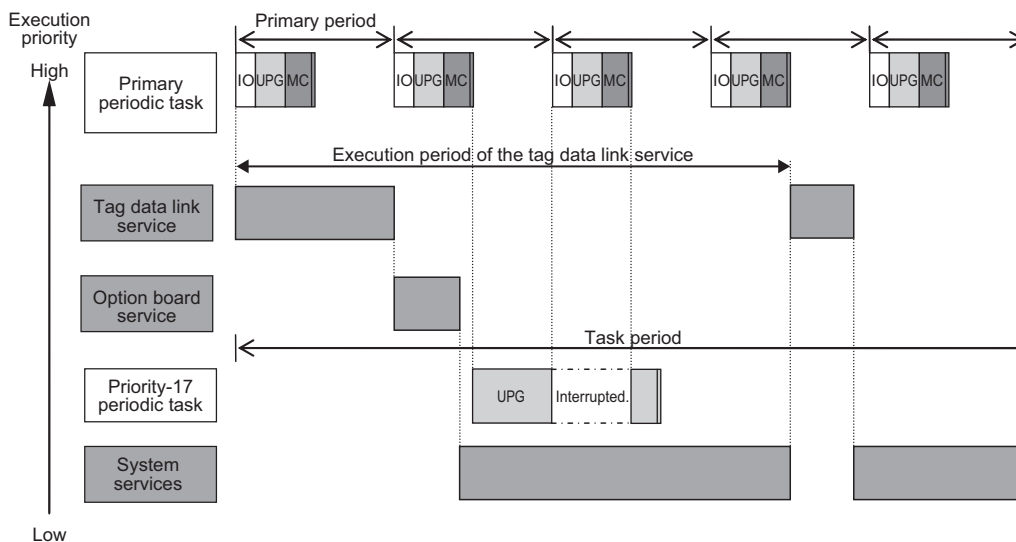 Execution
priority
High
Primary period
Primary
periodic task
IO UPG MC
IO UPG MC
IO UPG MC
IO UPG MC
IO UPG MC
Execution period of the tag data link service
Tag data link
service
Option board
service
Task period
Priority-17
periodic task
UPG
Interrupted.
System
services
Low